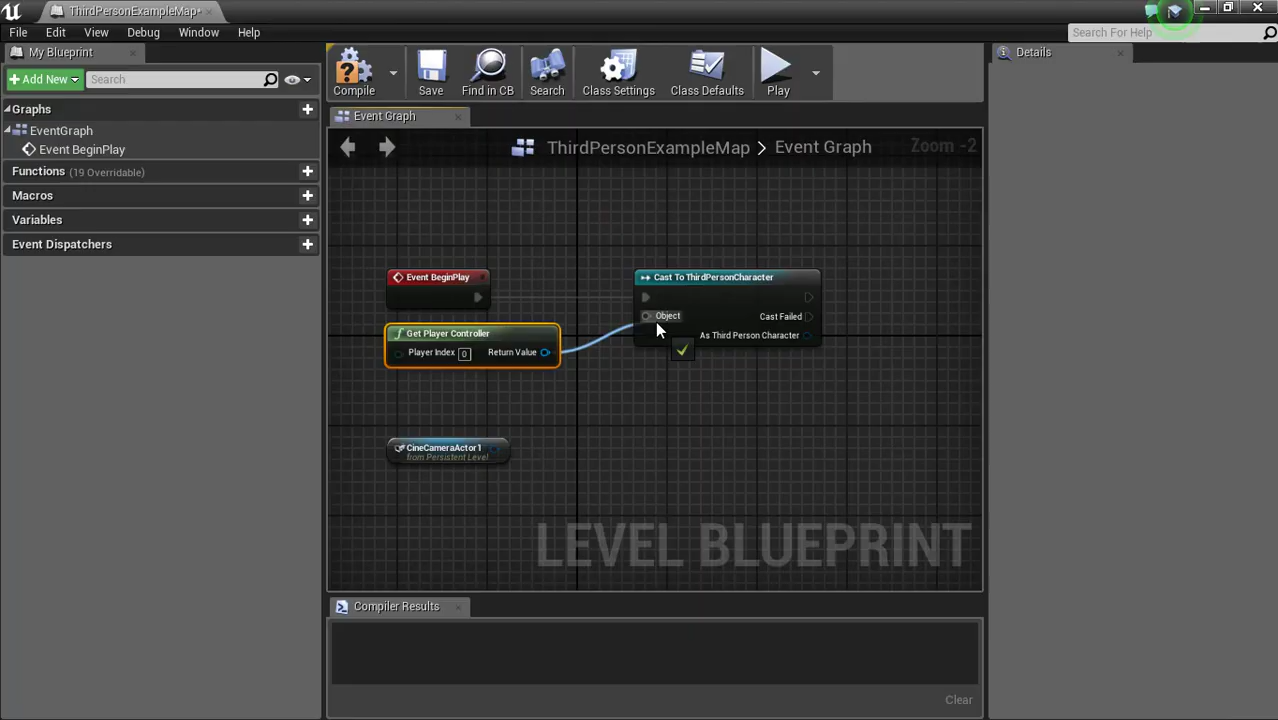 ThirdPersonExampleMap*
File Edit View Debug Window Help
Search For Help
My Blueprint
Add New
Search
Graphs
EventGraph
Event BeginPlay
Functions (19 Overridable)
Macros
Variables
Event Dispatchers
Compile
Save
Find in CB
Search
Class Settings
Class Defaults
Play
Event Graph
ThirdPersonExampleMap > Event Graph
Zoom -2
Event BeginPlay
Get Player Controller
Player Index 0 Return Value
CineCameraActor1
from Persistent Level
Cast To ThirdPersonCharacter
Object
Cast Failed
As Third Person Character
LEVEL BLUEPRINT
Compiler Results
Clear
Details